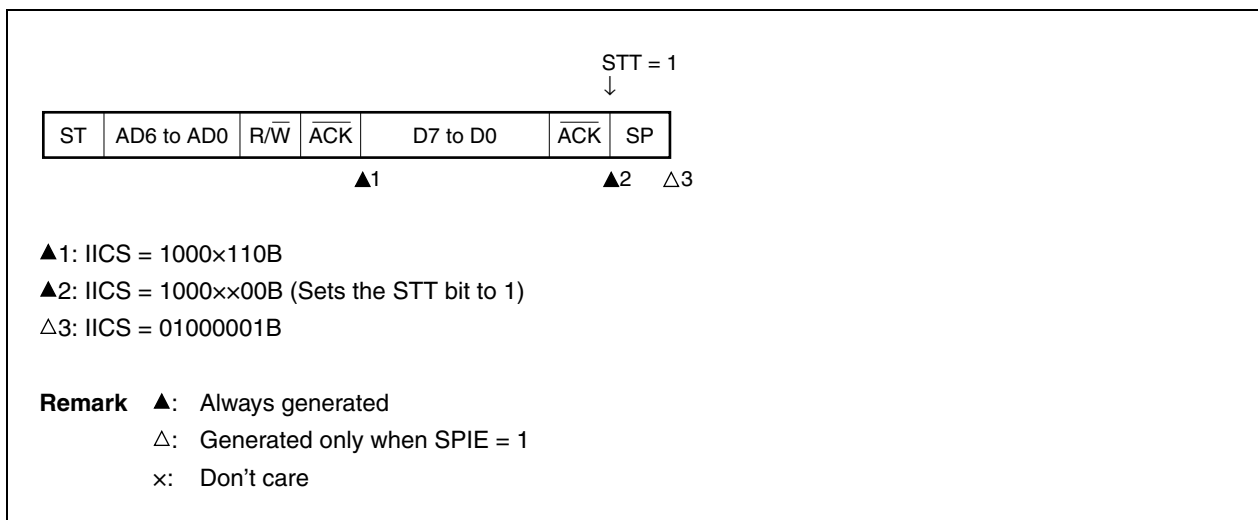 STT = 1
↓
ST AD6 to AD0 R/W̅ A̅C̅K̅ D7 to D0 A̅C̅K̅ SP
▲1 ▲2 △3
▲1: IICS = 1000×110B
▲2: IICS = 1000××00B (Sets the STT bit to 1)
△3: IICS = 01000001B
Remark ▲: Always generated
△: Generated only when SPIE = 1
×: Don't care